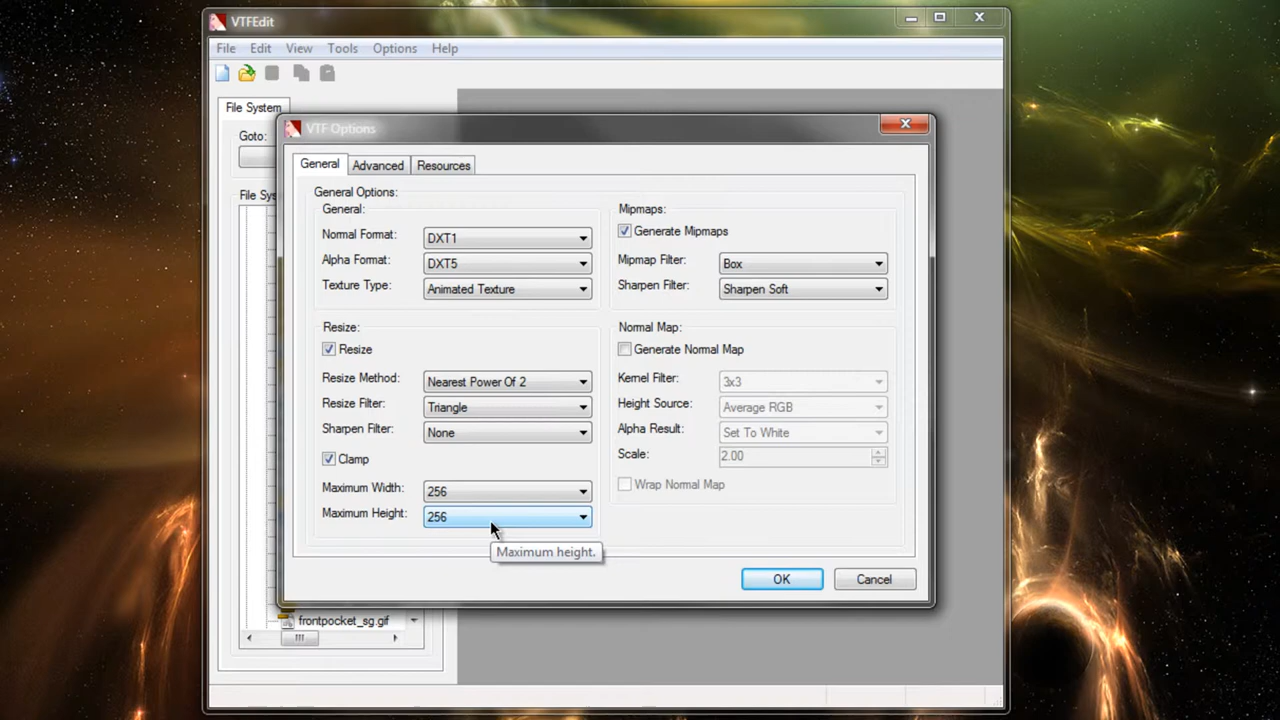 VTFEdit
File Edit View Tools Options Help
File System
Goto:
File Sys
VTF Options
General Advanced Resources
General Options:
General:
Normal Format: DXT1
Alpha Format: DXT5
Texture Type: Animated Texture
Resize:
Resize
Resize Method: Nearest Power Of 2
Resize Filter: Triangle
Sharpen Filter: None
Clamp
Maximum Width: 256
Maximum Height: 256
Maximum height.
Mipmaps:
Generate Mipmaps
Mipmap Filter: Box
Sharpen Filter: Sharpen Soft
Normal Map:
Generate Normal Map
Kernel Filter: 3x3
Height Source: Average RGB
Alpha Result: Set To White
Scale: 2.00
Wrap Normal Map
OK Cancel
frontpocket_sg.gif